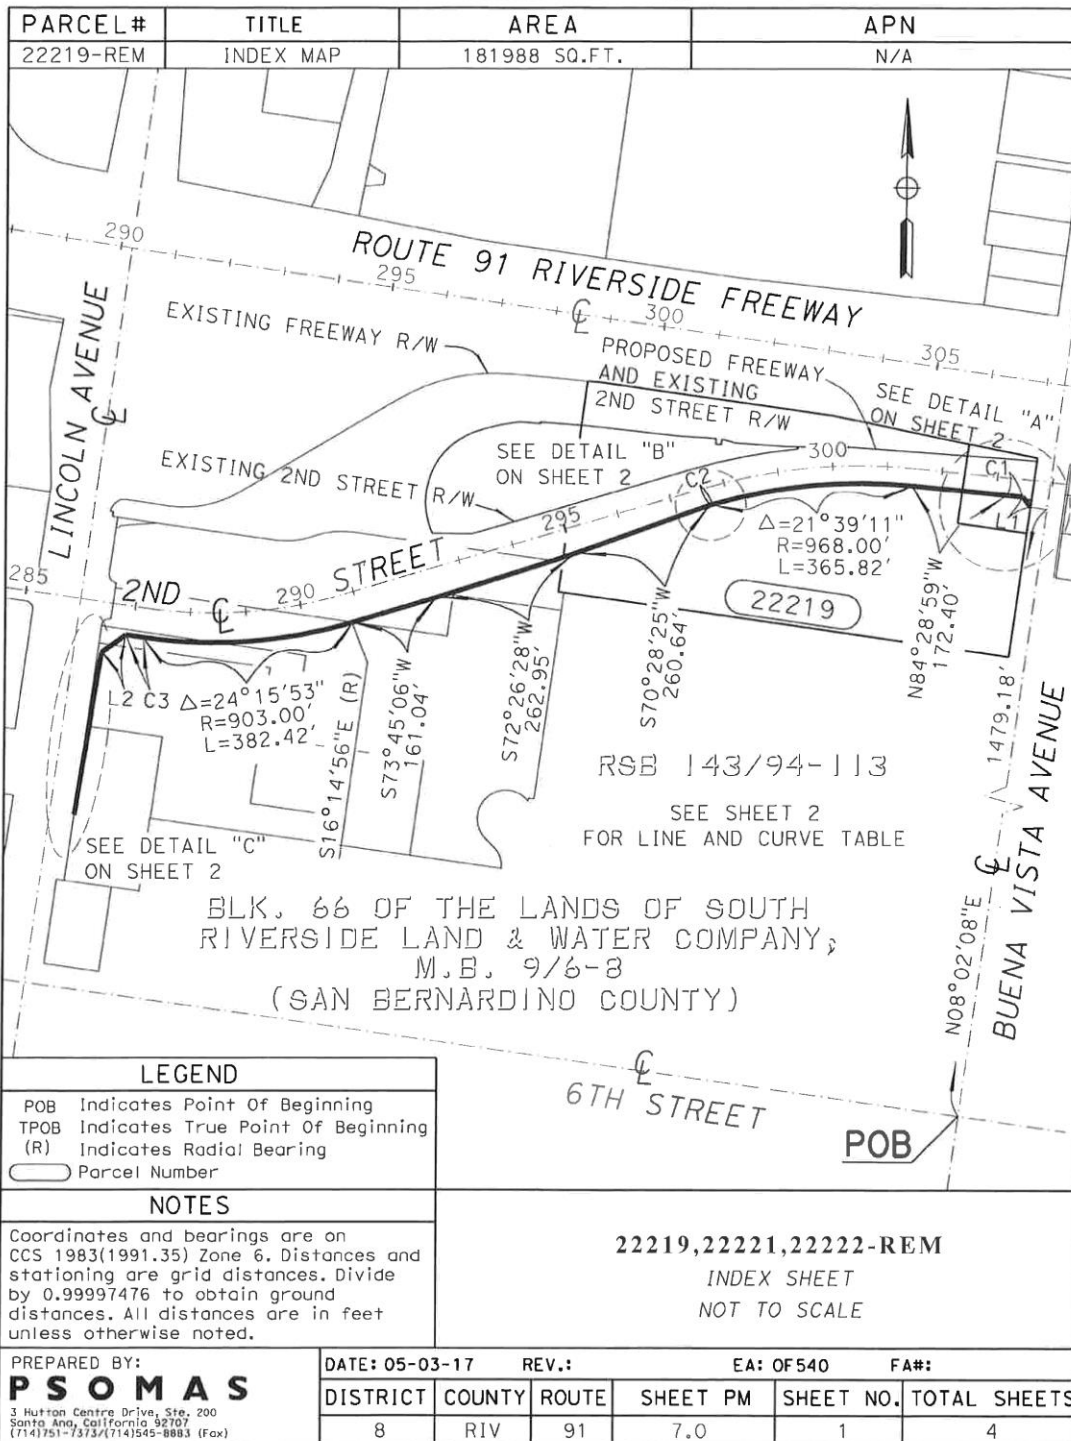 PARCEL# TITLE AREA APN
22219-REM INDEX MAP 181988 SQ.FT. N/A
290
ROUTE 91 RIVERSIDE FREEWAY
295
℄
300
305
LINCOLN AVENUE
℄
EXISTING FREEWAY R/W
PROPOSED FREEWAY
AND EXISTING
2ND STREET R/W
SEE DETAIL "A"
ON SHEET 2
SEE DETAIL "B"
ON SHEET 2
EXISTING 2ND STREET R/W
C2
300
C1
L1
295
285
2ND ℄ STREET
290
Δ=21°39'11"
R=968.00'
L=365.82'
22219
L2 C3
Δ=24°15'53"
R=903.00'
L=382.42'
S16°14'56"E (R)
S73°45'06"W
161.04'
S72°26'28"W
262.95'
S70°28'25"W
260.64'
N84°28'59"W
172.40'
1479.18'
BUENA VISTA AVENUE
℄
N08°02'08"E
RSB 143/94-113
SEE SHEET 2
FOR LINE AND CURVE TABLE
SEE DETAIL "C"
ON SHEET 2
BLK. 66 OF THE LANDS OF SOUTH
RIVERSIDE LAND & WATER COMPANY,
M.B. 9/6-8
(SAN BERNARDINO COUNTY)
℄
6TH STREET
POB
LEGEND
POB Indicates Point Of Beginning
TPOB Indicates True Point Of Beginning
(R) Indicates Radial Bearing
Parcel Number
NOTES
Coordinates and bearings are on
CCS 1983(1991.35) Zone 6. Distances and
stationing are grid distances. Divide
by 0.99997476 to obtain ground
distances. All distances are in feet
unless otherwise noted.
22219,22221,22222-REM
INDEX SHEET
NOT TO SCALE
PREPARED BY:
PSOMAS
3 Hutton Centre Drive, Ste. 200
Santa Ana, California 92707
(714)751-7373/(714)545-8883 (Fax)
DATE: 05-03-17 REV.: EA: 0F540 FA#:
DISTRICT COUNTY ROUTE SHEET PM SHEET NO. TOTAL SHEETS
8 RIV 91 7.0 1 4